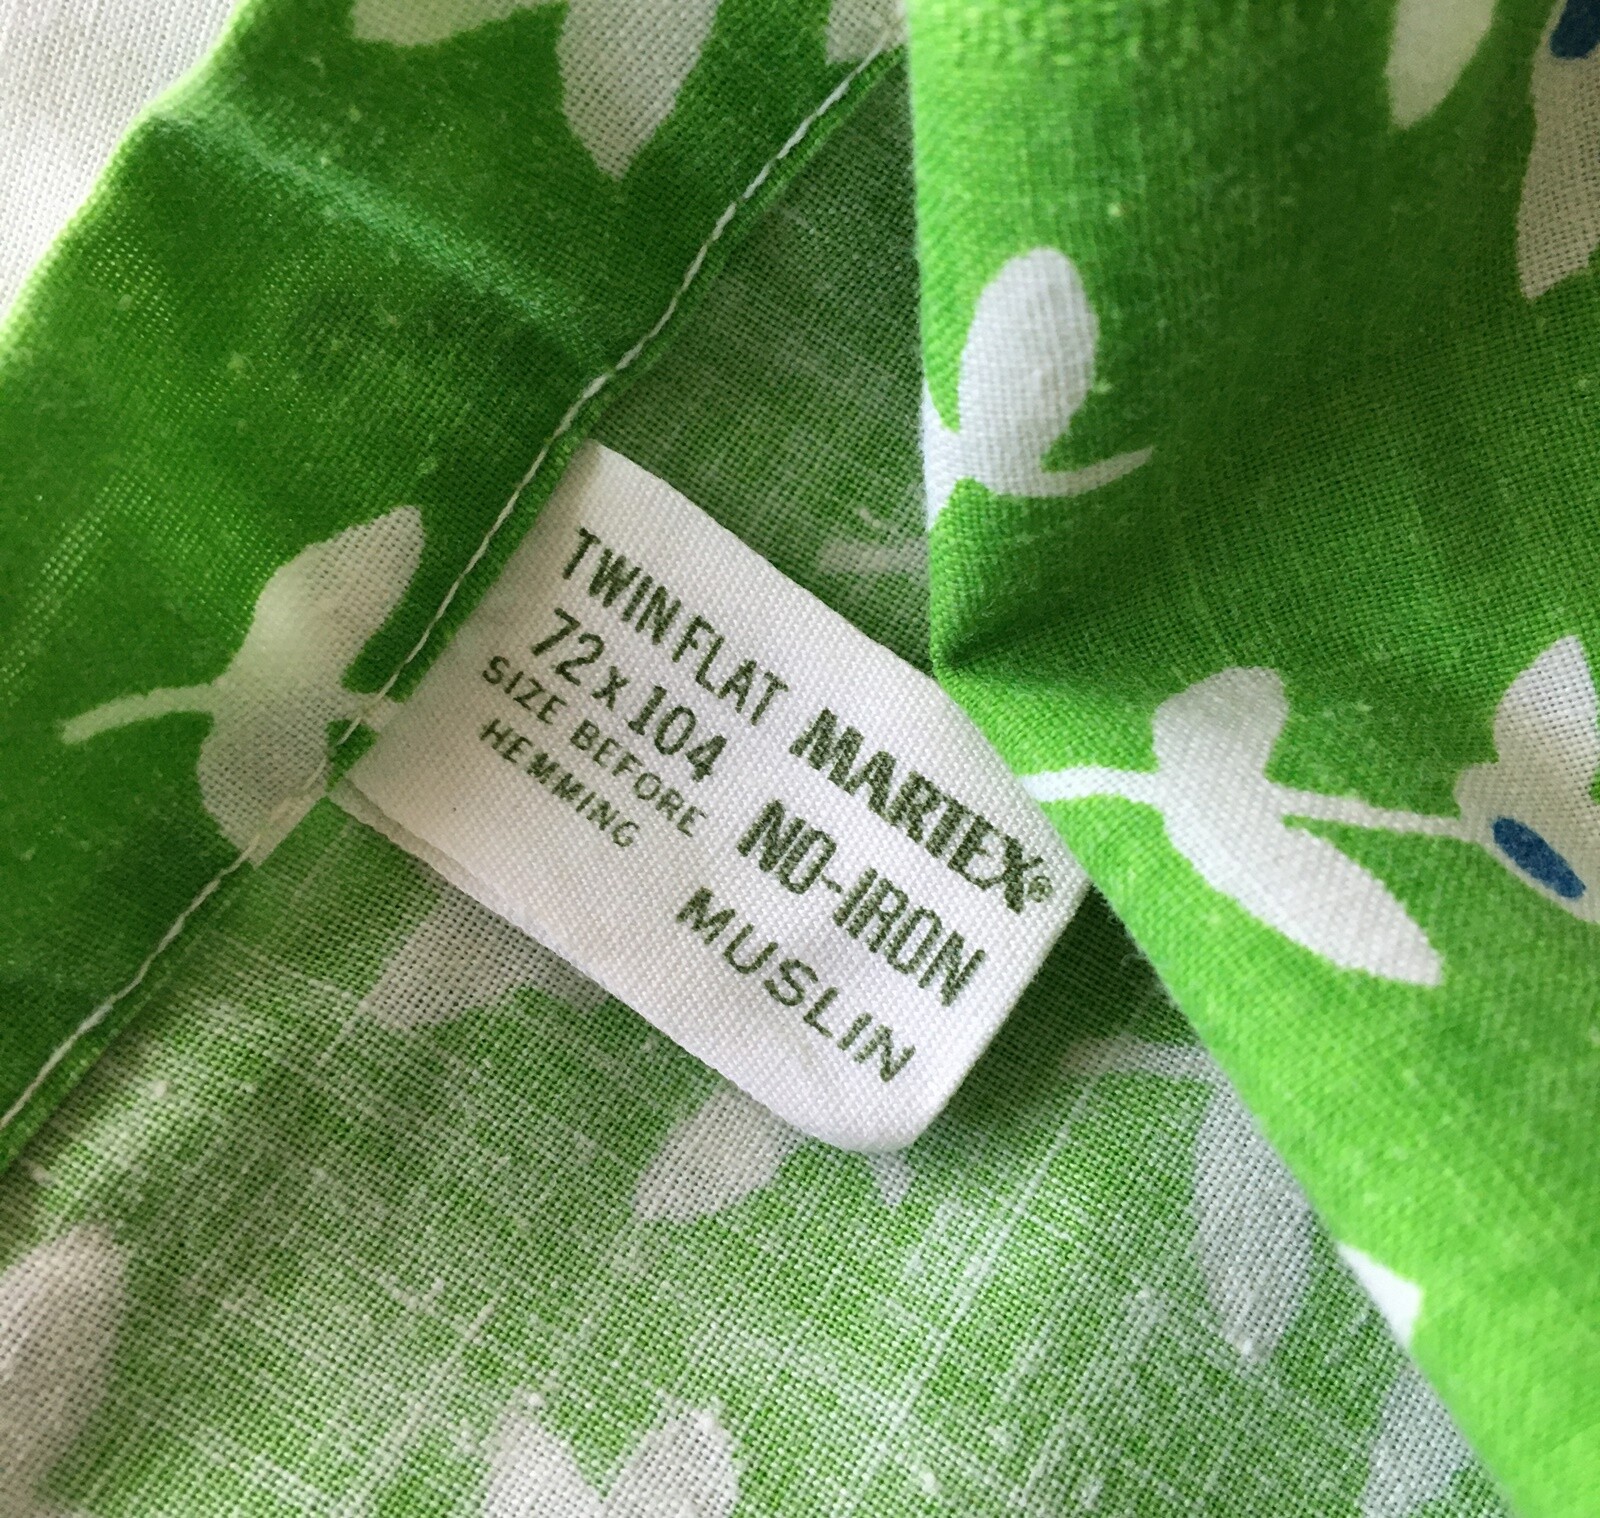 TWIN FLAT
72 x 104
SIZE BEFORE
HEMMING
MARTEX®
NO-IRON
MUSLIN